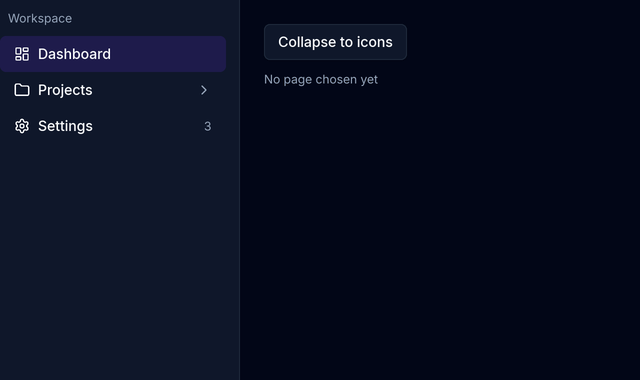 Workspace
Dashboard
Projects
Settings 3
Collapse to icons
No page chosen yet